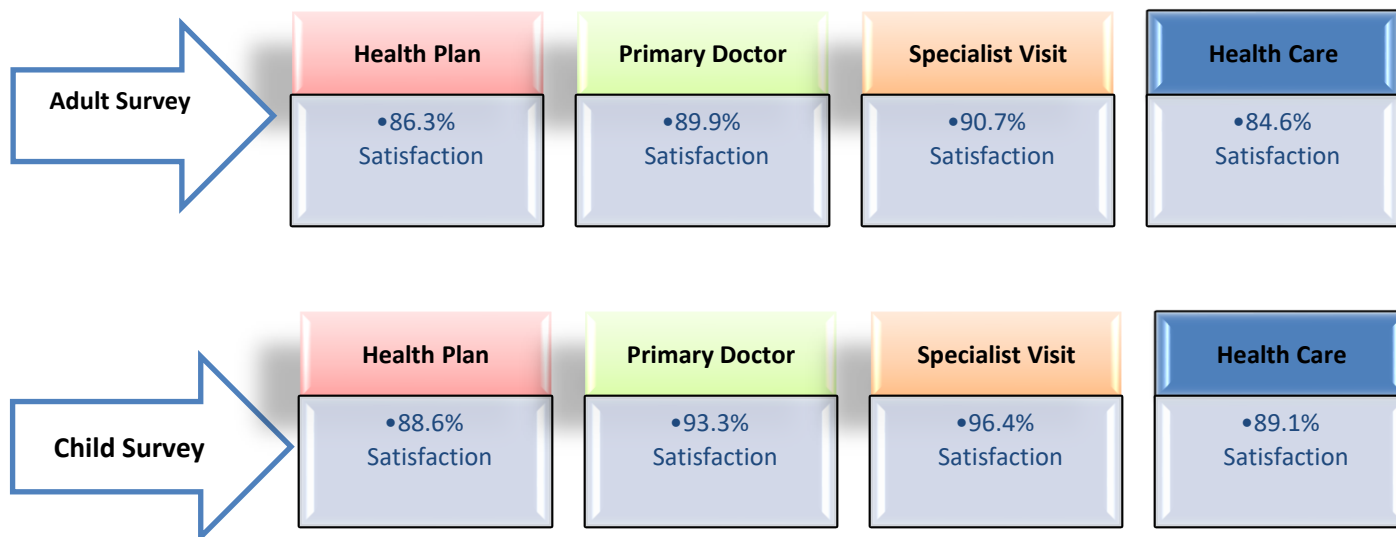 Adult Survey
Health Plan
•86.3%
Satisfaction
Primary Doctor
•89.9%
Satisfaction
Specialist Visit
•90.7%
Satisfaction
Health Care
•84.6%
Satisfaction
Child Survey
Health Plan
•88.6%
Satisfaction
Primary Doctor
•93.3%
Satisfaction
Specialist Visit
•96.4%
Satisfaction
Health Care
•89.1%
Satisfaction